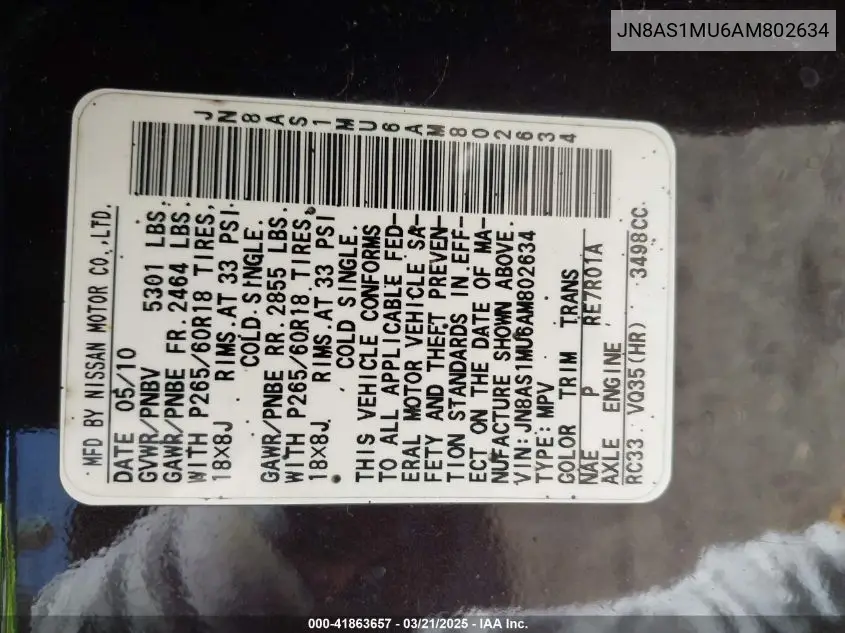 JN8AS1MU6AM802634
JN8AS1MU6AM802634
MFD BY NISSAN MOTOR CO.,LTD.
DATE 05/10
GVWR/PNBV 5301 LBS.
GAWR/PNBE FR.2464 LBS.
WITH P265/60R18 TIRES,
18X8J RIMS.AT 33 PSI
COLD SINGLE.
GAWR/PNBE RR.2855 LBS.
WITH P265/60R18 TIRES,
18X8J RIMS.AT 33 PSI
COLD SINGLE.
THIS VEHICLE CONFORMS
TO ALL APPLICABLE FED-
ERAL MOTOR VEHICLE SA-
FETY AND THEFT PREVEN-
TION STANDARDS IN EFF-
ECT ON THE DATE OF MA-
NUFACTURE SHOWN ABOVE.
VIN:JN8AS1MU6AM802634
TYPE:MPV
COLOR TRIM TRANS
NAE P RE7R01A
AXLE ENGINE
RC33 VQ35(HR) 3498CC
000-41863657 - 03/21/2025 - IAA Inc.